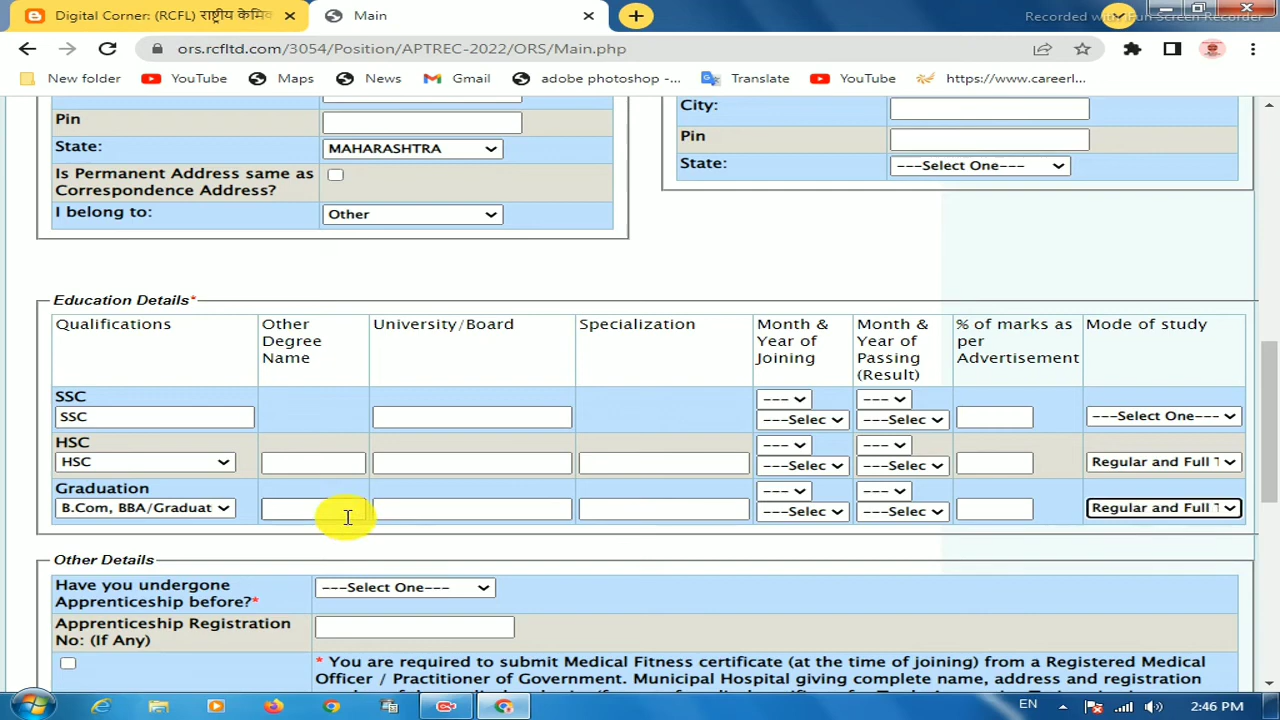 Digital Corner: (RCFL) राष्ट्रीय केमिक
Main
Recorded with iFun Screen Recorder
ors.rcfltd.com/3054/Position/APTREC-2022/ORS/Main.php
New folder
YouTube
Maps
News
Gmail
adobe photoshop -...
Translate
YouTube
https://www.careerl...
Pin
State:
MAHARASHTRA
Is Permanent Address same as
Correspondence Address?
I belong to:
Other
City:
Pin
State:
---Select One---
Education Details*
Qualifications
Other
Degree
Name
University/Board
Specialization
Month &
Year of
Joining
Month &
Year of
Passing
(Result)
% of marks as
per
Advertisement
Mode of study
SSC
SSC
---
---
---Selec
---Selec
---Select One---
HSC
HSC
---
---
---Selec
---Selec
Regular and Full T
Graduation
B.Com, BBA/Graduat
---
---
---Selec
---Selec
Regular and Full T
Other Details
Have you undergone
Apprenticeship before?*
---Select One---
Apprenticeship Registration
No: (If Any)
* You are required to submit Medical Fitness certificate (at the time of joining) from a Registered Medical
Officer / Practitioner of Government. Municipal Hospital giving complete name, address and registration
EN
2:46 PM